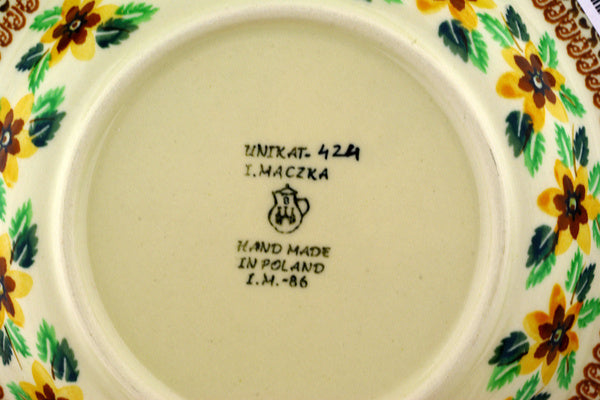 UNIKAT-424
I. MACZKA
HAND MADE
IN POLAND
I.M.-86